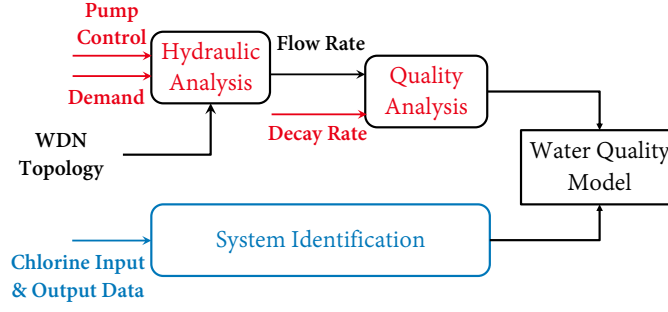 Pump
Control
Hydraulic
Analysis
Flow Rate
Quality
Analysis
Demand
Decay Rate
WDN
Topology
Water Quality
Model
System Identification
Chlorine Input
& Output Data